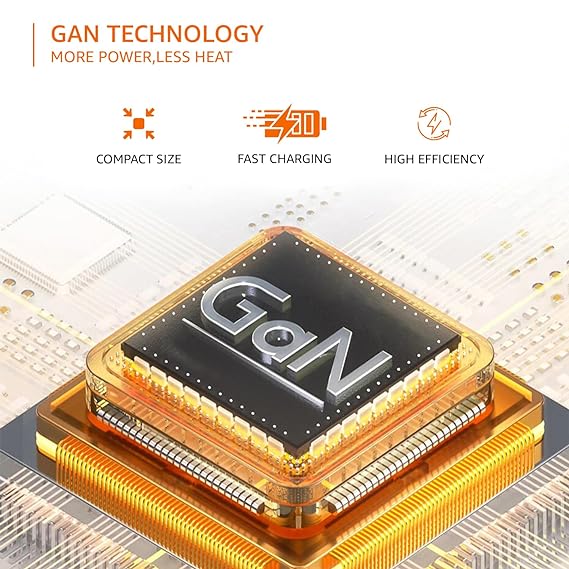 GAN TECHNOLOGY
MORE POWER,LESS HEAT
COMPACT SIZE
FAST CHARGING
HIGH EFFICIENCY
GaN